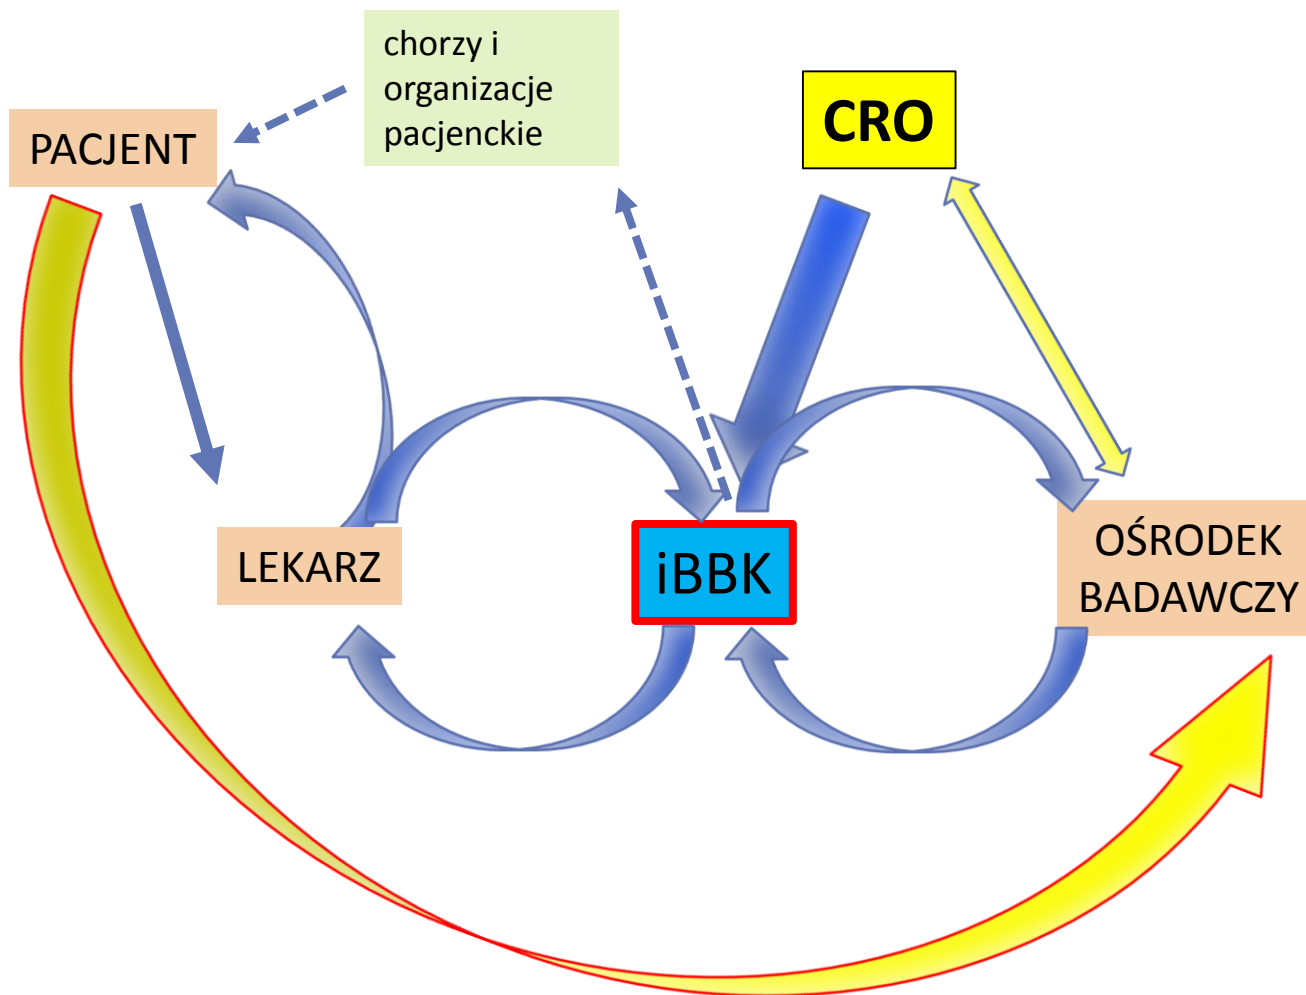 chorzy i
organizacje
pacjenckie
PACJENT
CRO
LEKARZ
iBBK
OŚRODEK
BADAWCZY